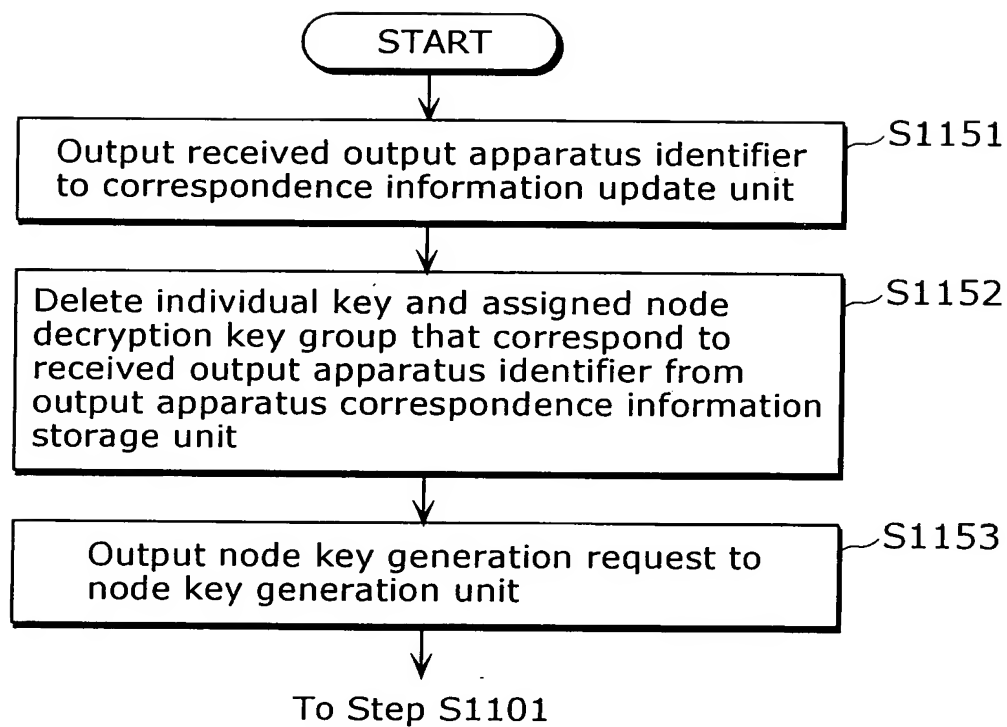 START
Output received output apparatus identifier
to correspondence information update unit
S1151
Delete individual key and assigned node
decryption key group that correspond to
received output apparatus identifier from
output apparatus correspondence information
storage unit
S1152
Output node key generation request to
node key generation unit
S1153
To Step S1101